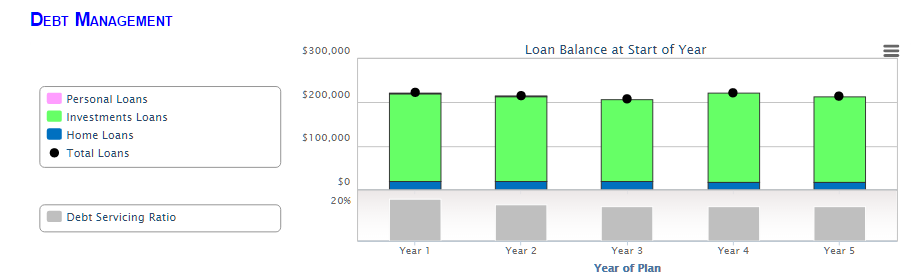 DEBT MANAGEMENT
Loan Balance at Start of Year
$300,000
$200,000
$100,000
$0
20%
Personal Loans
Investments Loans
Home Loans
Total Loans
Debt Servicing Ratio
Year 1 Year 2 Year 3 Year 4 Year 5
Year of Plan